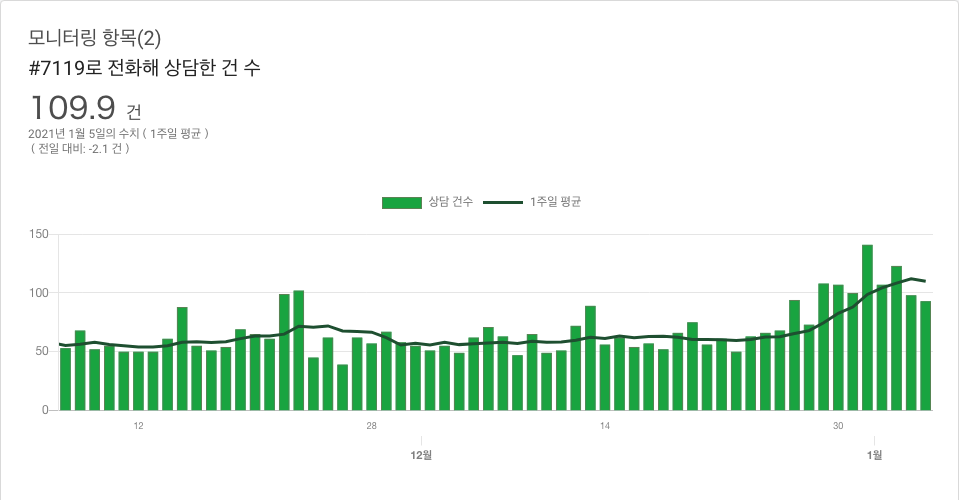 모니터링 항목(2)
#7119로 전화해 상담한 건 수
109.9 건
2021년 1월 5일의 수치 ( 1주일 평균 )
( 전일 대비: -2.1 건 )
상담 건수 1주일 평균
150
100
50
0
12 28 14 30
12월 1월